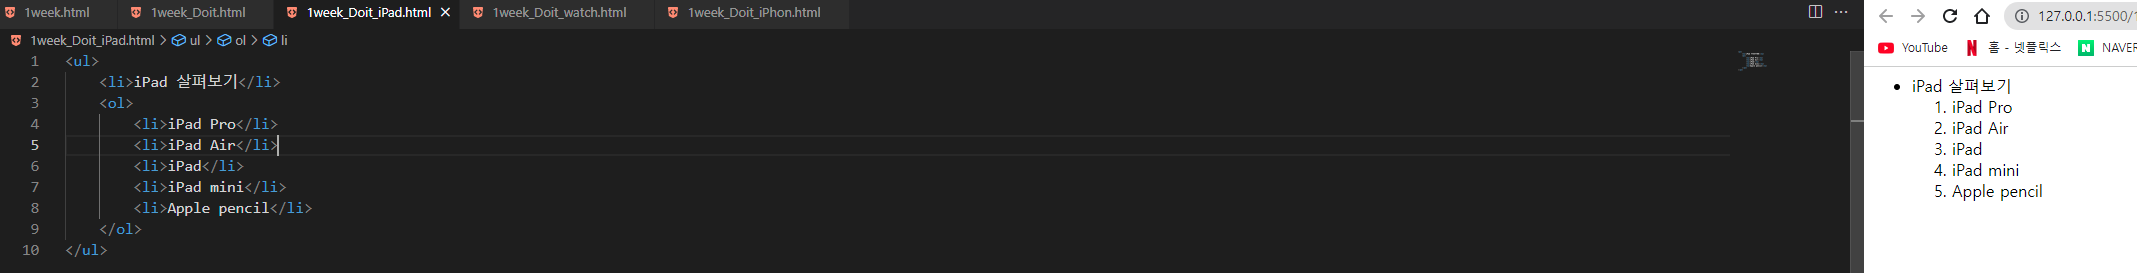 1week.html 1week_Doit.html 1week_Doit_iPad.html × 1week_Doit_watch.html 1week_Doit_iPhon.html ···
1week_Doit_iPad.html > ul > ol > li
1 <ul>
2 <li>iPad 살펴보기</li>
3 <ol>
4 <li>iPad Pro</li>
5 <li>iPad Air</li>
6 <li>iPad</li>
7 <li>iPad mini</li>
8 <li>Apple pencil</li>
9 </ol>
10 </ul>
127.0.0.1:5500/1
YouTube 홈 - 넷플릭스 NAVER
• iPad 살펴보기
1. iPad Pro
2. iPad Air
3. iPad
4. iPad mini
5. Apple pencil